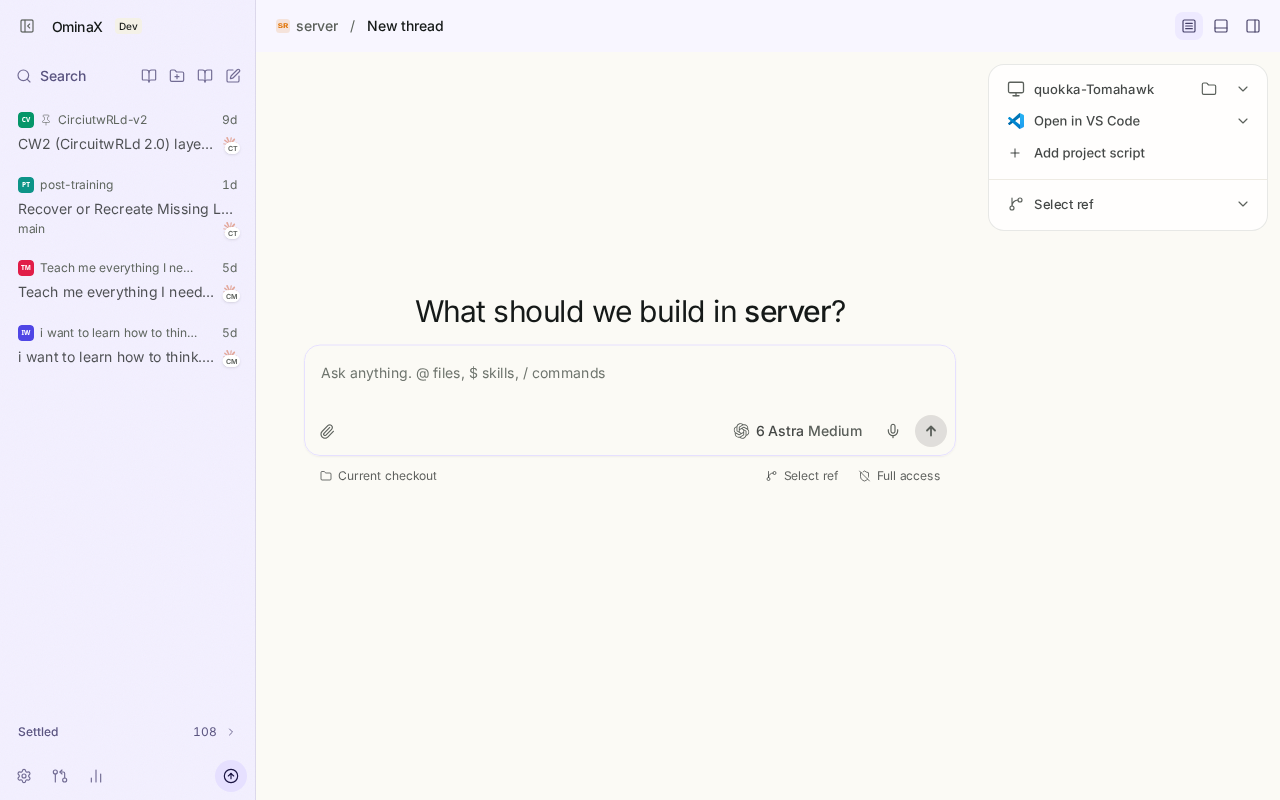 OminaX Dev
Search
CV CirciutwRLd-v2 9d
CW2 (CircuitwRLd 2.0) laye... CT
PT post-training 1d
Recover or Recreate Missing L...
main CT
TM Teach me everything I ne... 5d
Teach me everything I need... CM
IW i want to learn how to thin... 5d
i want to learn how to think.... CM
Settled 108
SR server / New thread
quokka-Tomahawk
Open in VS Code
Add project script
Select ref
What should we build in server?
Ask anything. @ files, $ skills, / commands
6 Astra Medium
Current checkout Select ref Full access